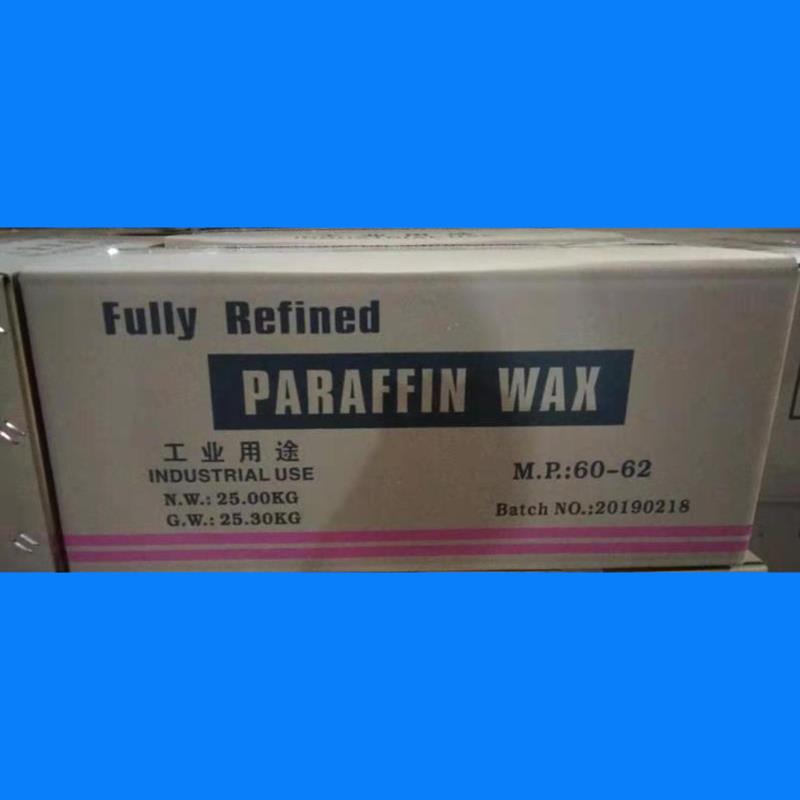 Fully Refined
PARAFFIN WAX
工业用途
INDUSTRIAL USE
N.W.: 25.00KG
G.W.: 25.30KG
M.P.:60-62
Batch NO.:20190218